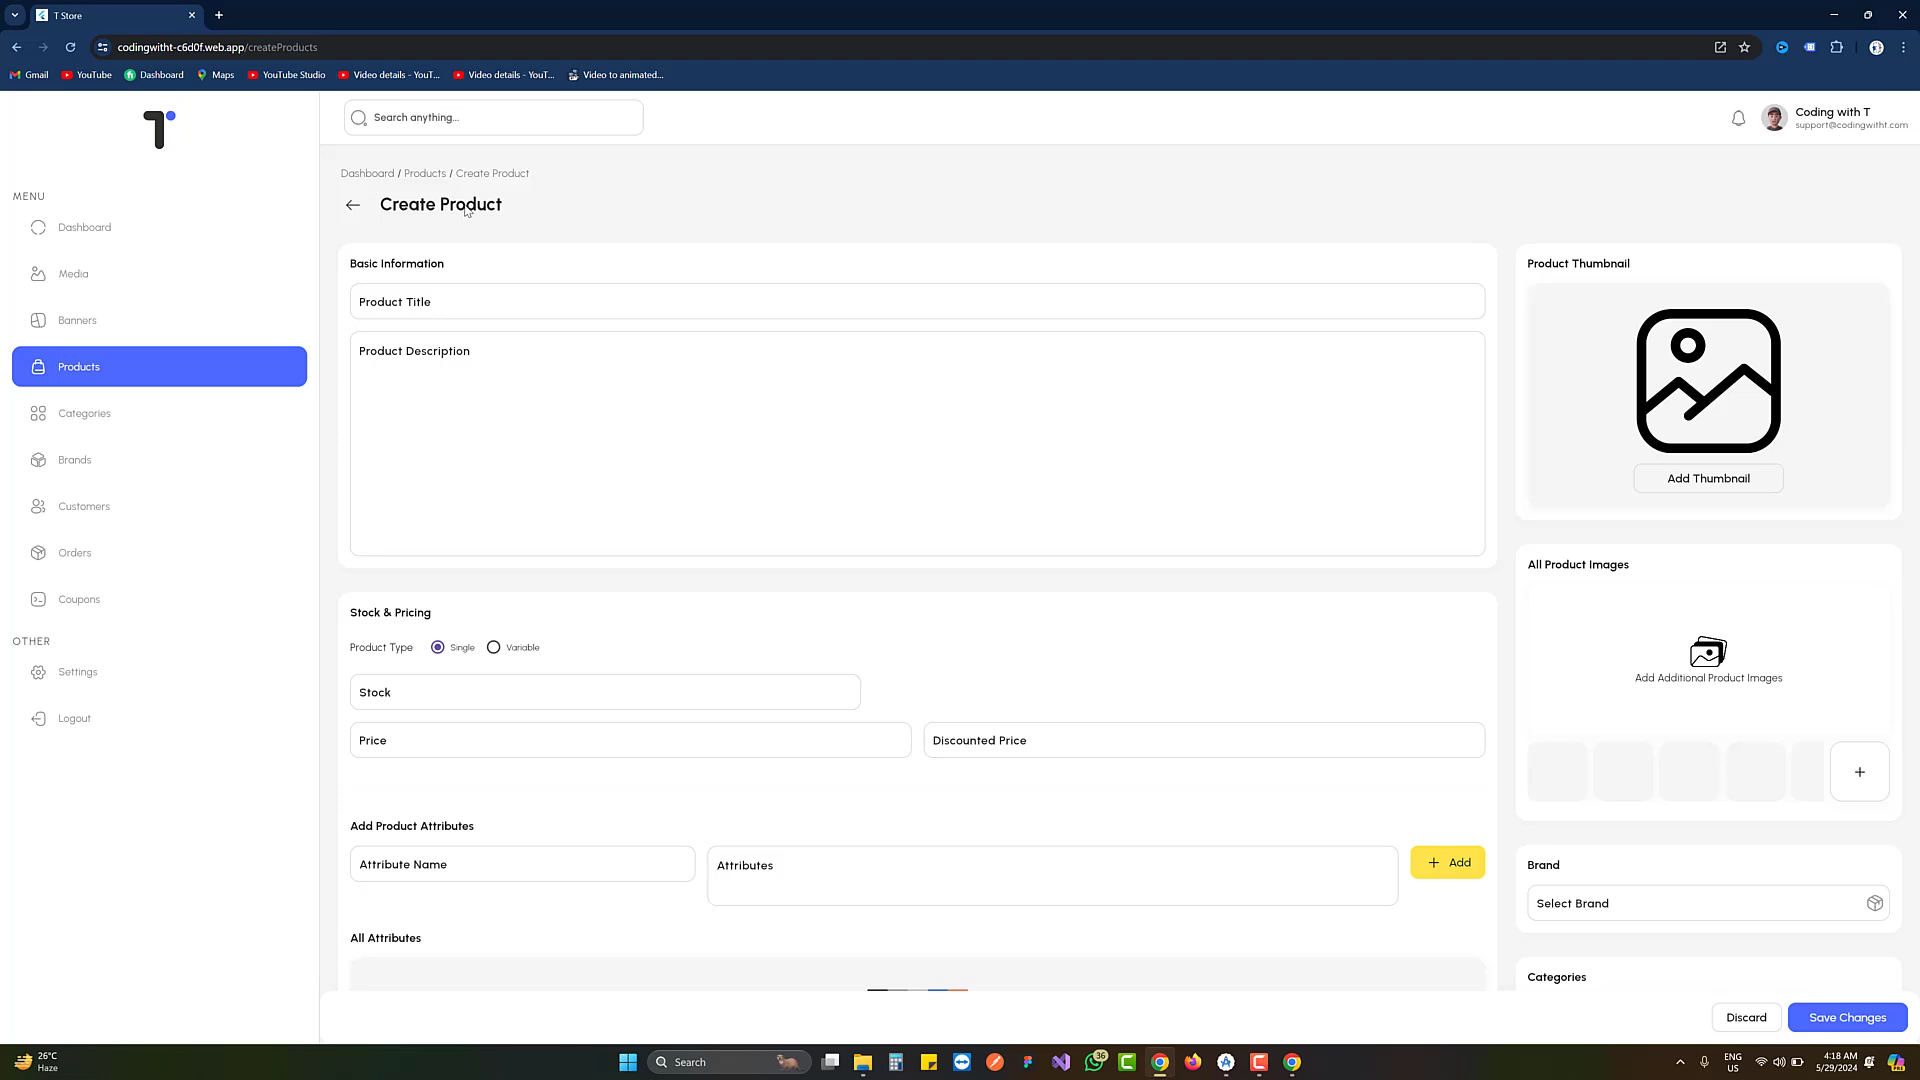 T Store
codingwitht-c6d0f.web.app/createProducts
Gmail
YouTube
Dashboard
Maps
YouTube Studio
Video details - YouT...
Video details - YouT...
Video to animated...
Search anything...
Coding with T
support@codingwitht.com
MENU
Dashboard
Media
Banners
Products
Categories
Brands
Customers
Orders
Coupons
OTHER
Settings
Logout
Dashboard / Products / Create Product
Create Product
Basic Information
Product Title
Product Description
Stock & Pricing
Product Type
Single
Variable
Stock
Price
Discounted Price
Add Product Attributes
Attribute Name
Attributes
+ Add
All Attributes
Product Thumbnail
Add Thumbnail
All Product Images
Add Additional Product Images
+
Brand
Select Brand
Categories
Discard
Save Changes
26°C
Haze
Search
36
ENG
US
4:18 AM
5/29/2024